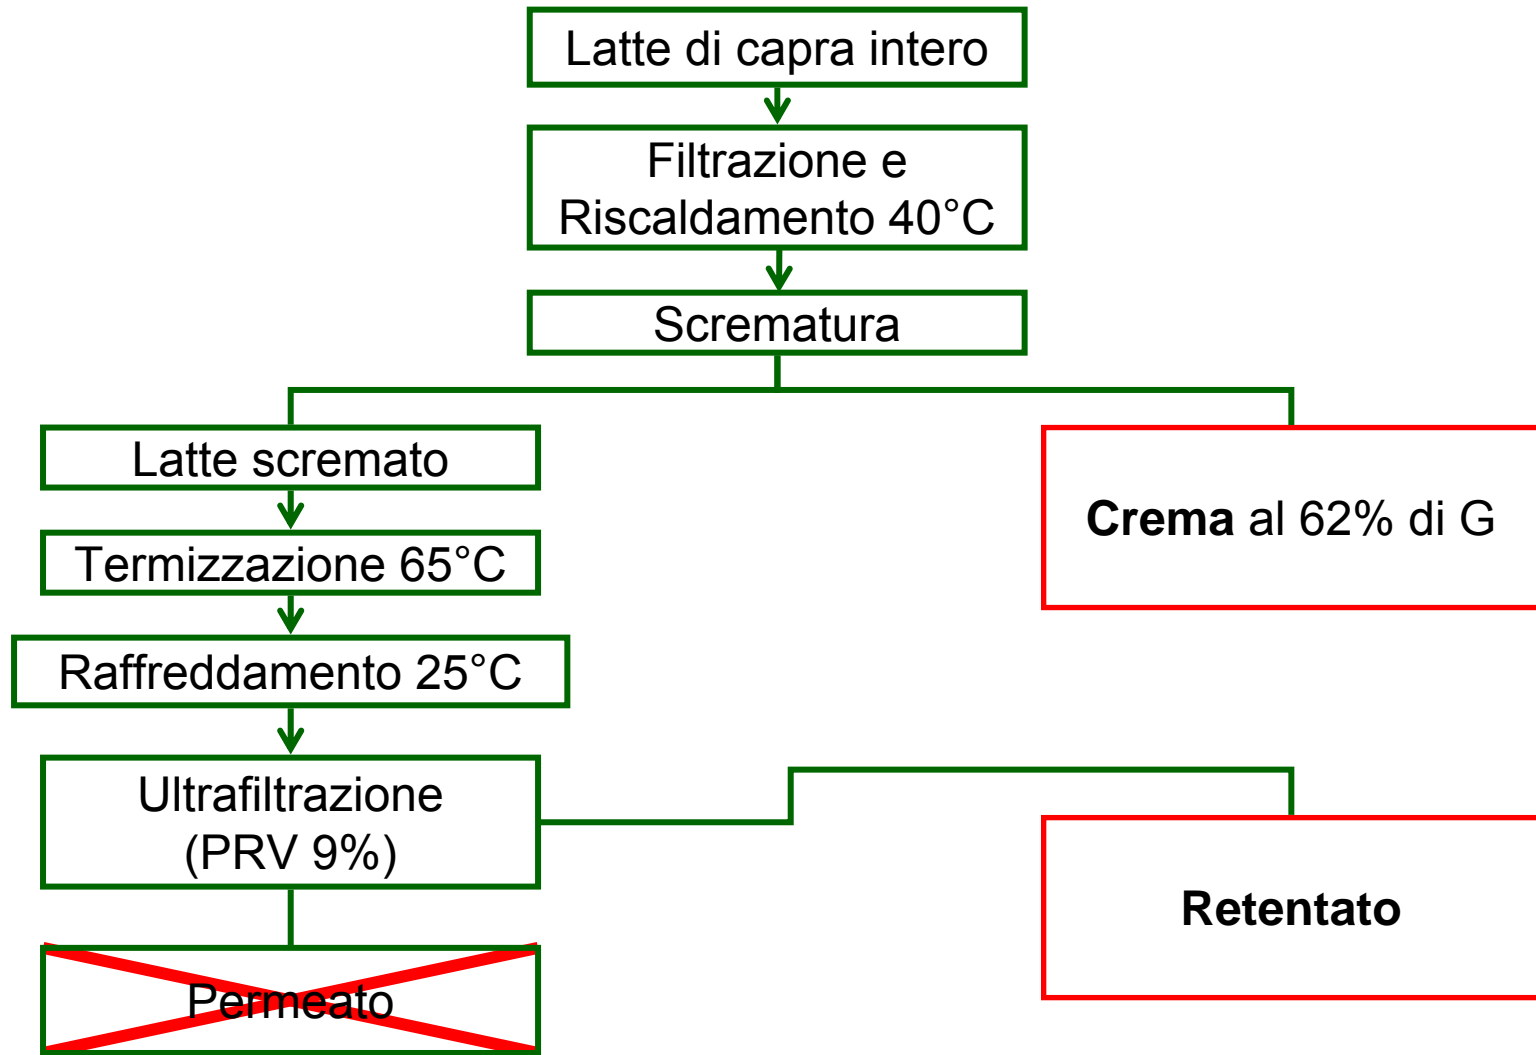 Latte di capra intero
Filtrazione e
Riscaldamento 40°C
Scrematura
Latte scremato
Crema al 62% di G
Termizzazione 65°C
Raffreddamento 25°C
Ultrafiltrazione
(PRV 9%)
Retentato
Permeato